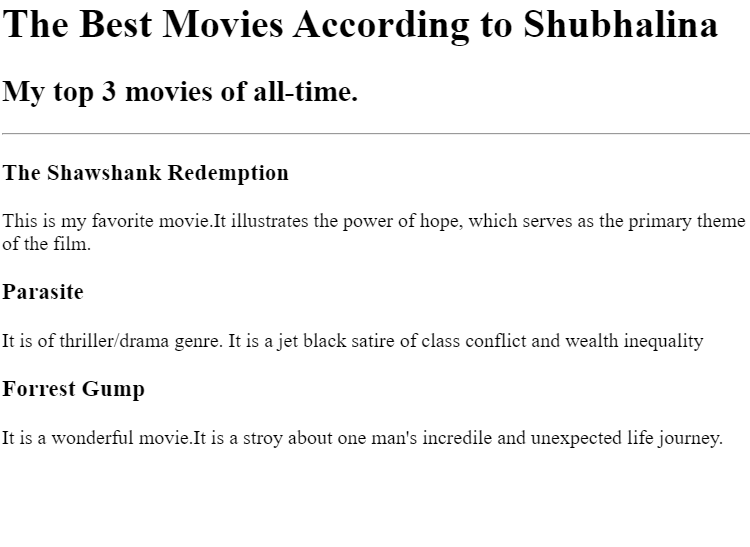 The Best Movies According to Shubhalina
My top 3 movies of all-time.
The Shawshank Redemption
This is my favorite movie.It illustrates the power of hope, which serves as the primary theme
of the film.
Parasite
It is of thriller/drama genre. It is a jet black satire of class conflict and wealth inequality
Forrest Gump
It is a wonderful movie.It is a stroy about one man's incredile and unexpected life journey.